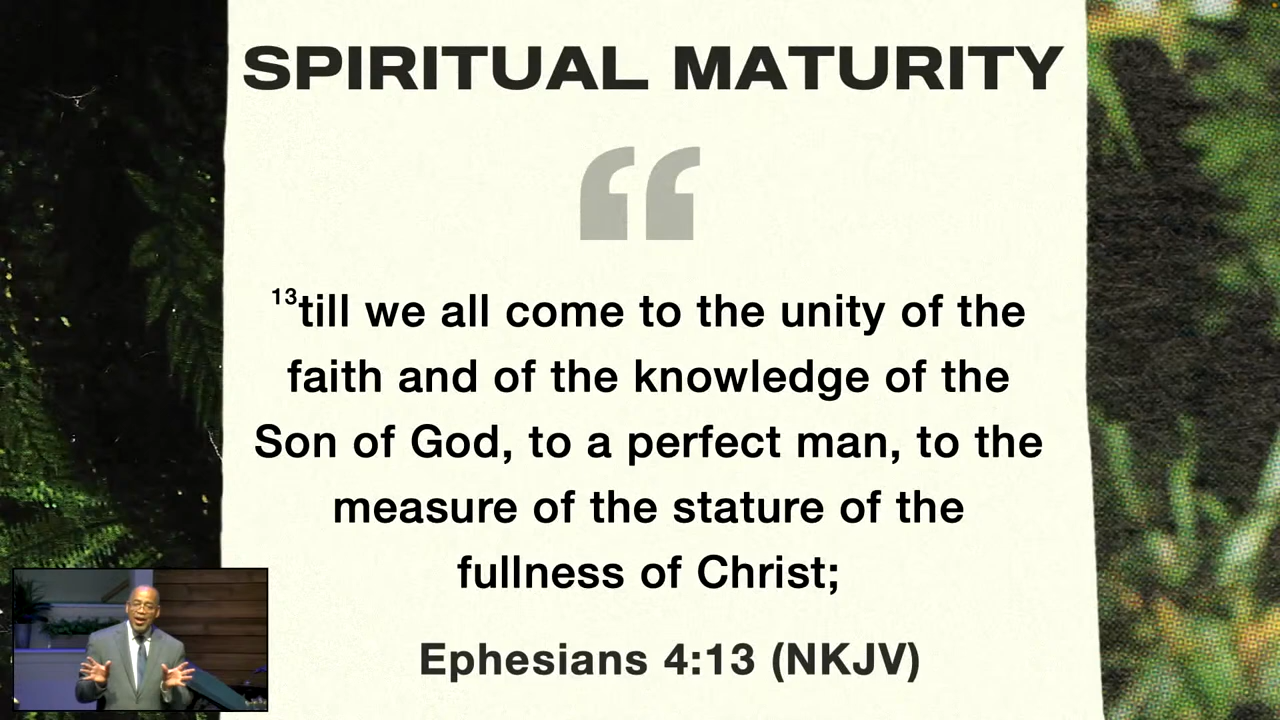 SPIRITUAL MATURITY
“
13till we all come to the unity of the
faith and of the knowledge of the
Son of God, to a perfect man, to the
measure of the stature of the
fullness of Christ;
Ephesians 4:13 (NKJV)